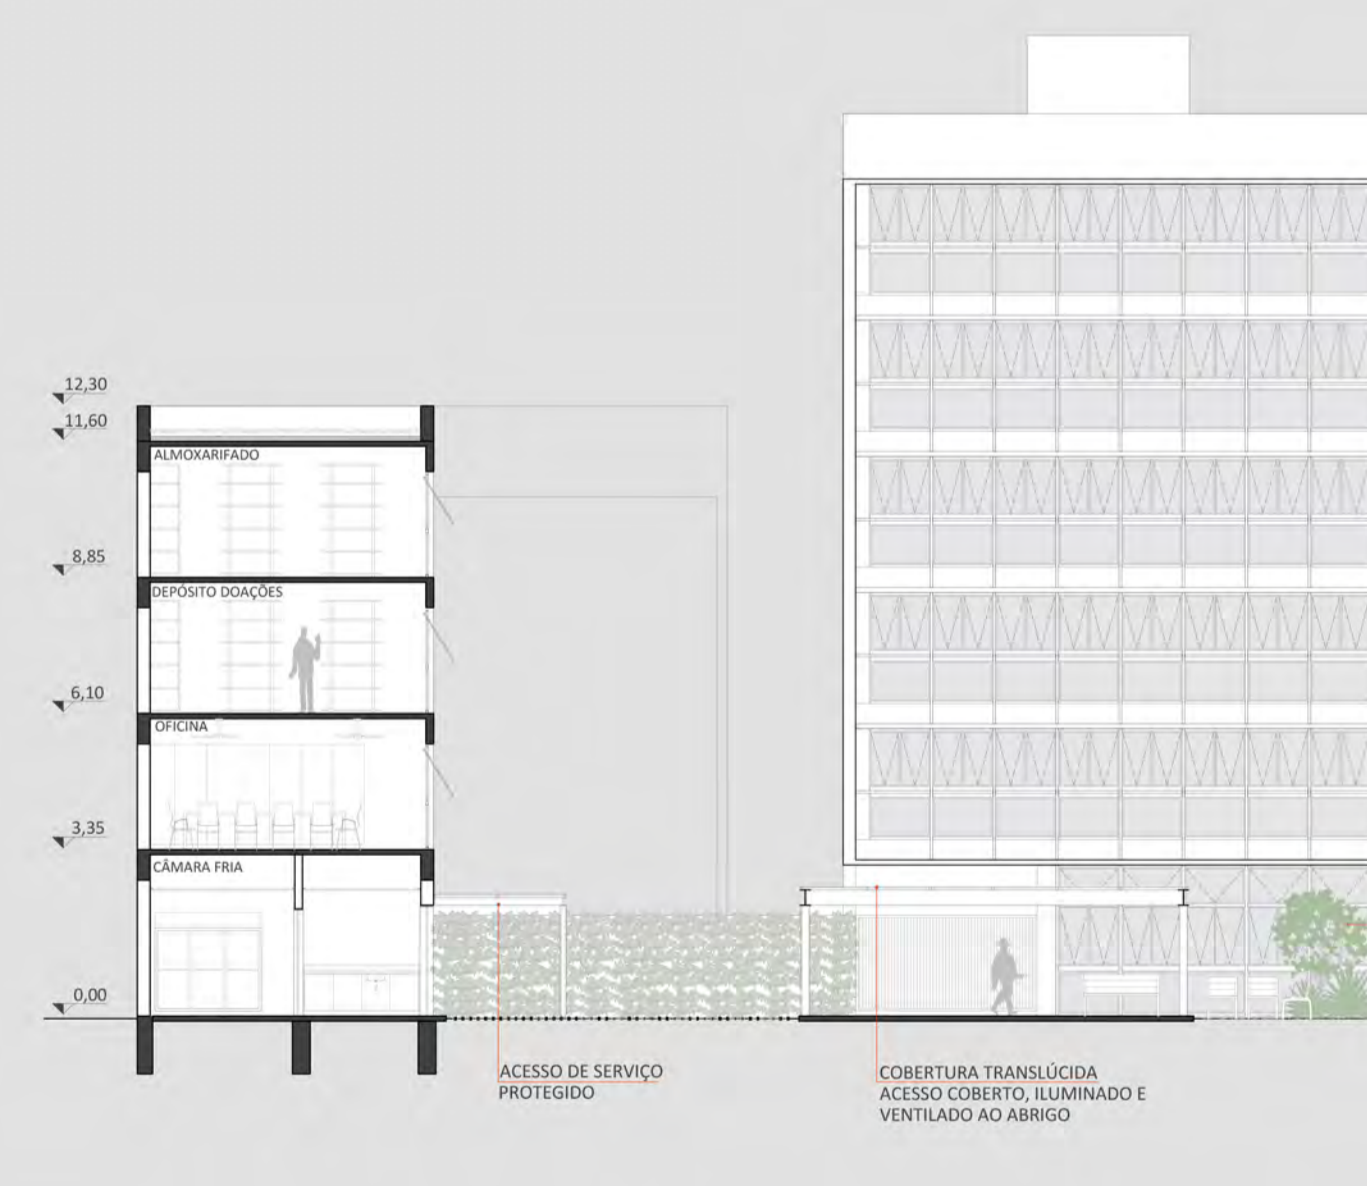 12,30
11,60
ALMOXARIFADO
8,85
DEPÓSITO DOAÇÕES
6,10
OFICINA
3,35
CÂMARA FRIA
0,00
ACESSO DE SERVIÇO
PROTEGIDO
COBERTURA TRANSLÚCIDA
ACESSO COBERTO, ILUMINADO E
VENTILADO AO ABRIGO